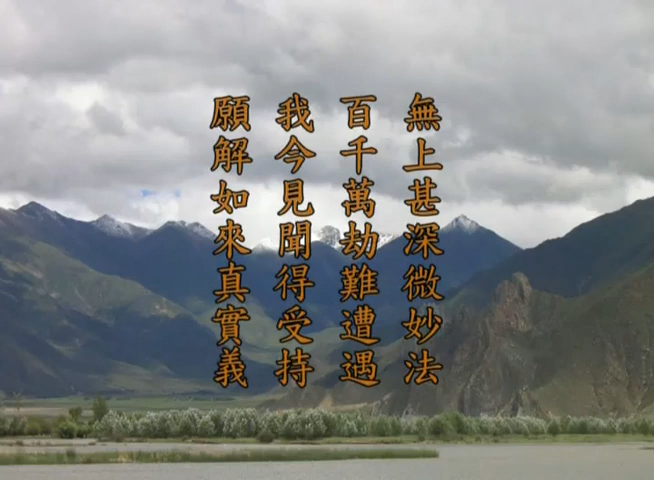 無上甚深微妙法
百千萬劫難遭遇
我今見聞得受持
願解如來真實義